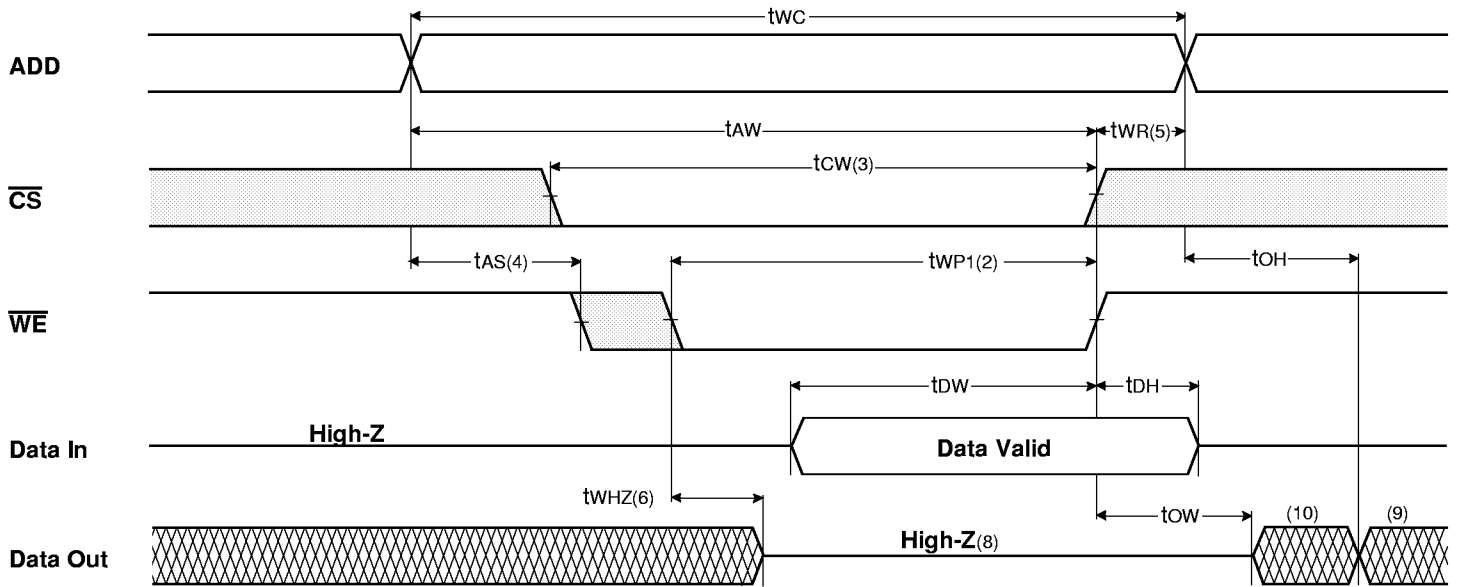 tWC
ADD
tAW
tWR(5)
tCW(3)
CS
tAS(4)
tWP1(2)
tOH
WE
tDW
tDH
High-Z
Data In
Data Valid
tWHZ(6)
tOW
(10)
(9)
High-Z(8)
Data Out